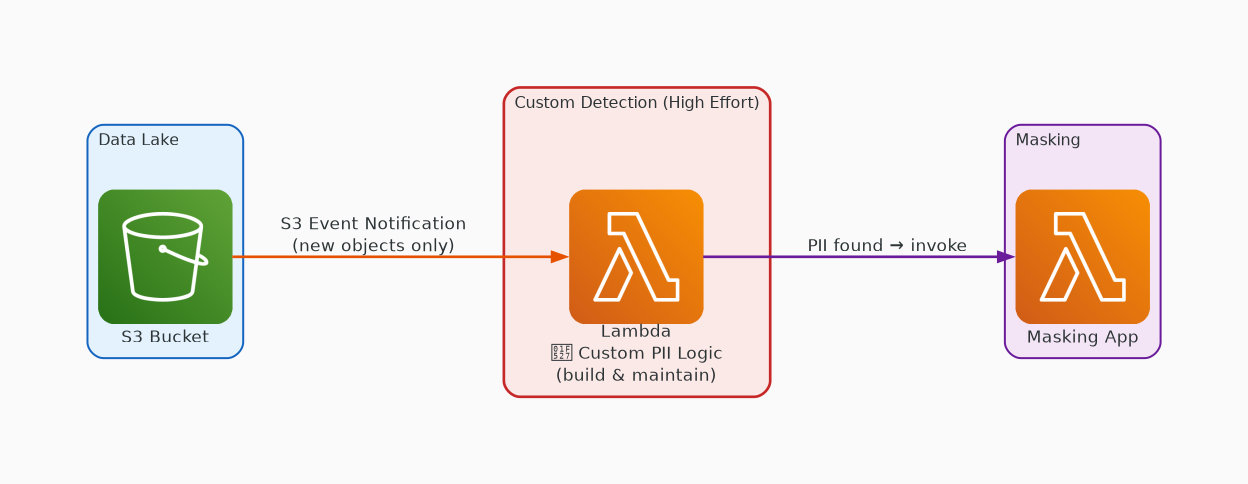 Data Lake
S3 Bucket
S3 Event Notification
(new objects only)
Custom Detection (High Effort)
Lambda
Custom PII Logic
(build & maintain)
PII found → invoke
Masking
Masking App